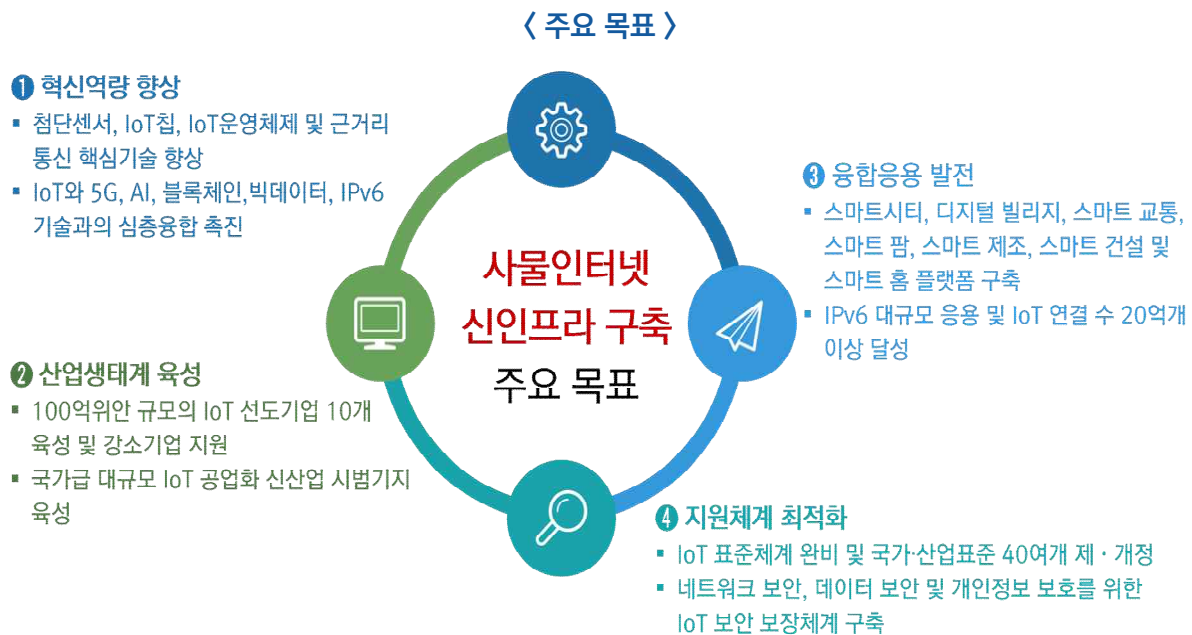 〈 주요 목표 〉
❶ 혁신역량 향상
▪ 첨단센서, IoT칩, IoT운영체제 및 근거리
통신 핵심기술 향상
▪ IoT와 5G, AI, 블록체인,빅데이터, IPv6
기술과의 심층융합 촉진
❷ 산업생태계 육성
▪ 100억위안 규모의 IoT 선도기업 10개
육성 및 강소기업 지원
▪ 국가급 대규모 IoT 공업화 신산업 시범기지
육성
사물인터넷
신인프라 구축
주요 목표
❸ 융합응용 발전
▪ 스마트시티, 디지털 빌리지, 스마트 교통,
스마트 팜, 스마트 제조, 스마트 건설 및
스마트 홈 플랫폼 구축
▪ IPv6 대규모 응용 및 IoT 연결 수 20억개
이상 달성
❹ 지원체계 최적화
▪ IoT 표준체계 완비 및 국가·산업표준 40여개 제 · 개정
▪ 네트워크 보안, 데이터 보안 및 개인정보 보호를 위한
IoT 보안 보장체계 구축